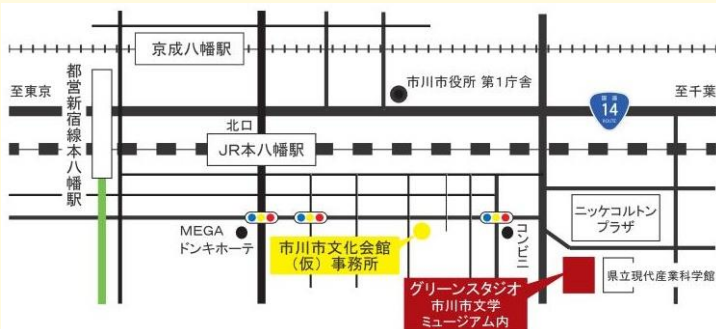 京成八幡駅
至東京
市川市役所 第1庁舎
国道
14
ROUTE
至千葉
都営新宿線本八幡駅
北口
JR本八幡駅
MEGA
ドンキホーテ
市川市文化会館
（仮）事務所
コンビニ
ニッケコルトン
プラザ
グリーンスタジオ
市川市文学
ミュージアム内
県立現代産業科学館